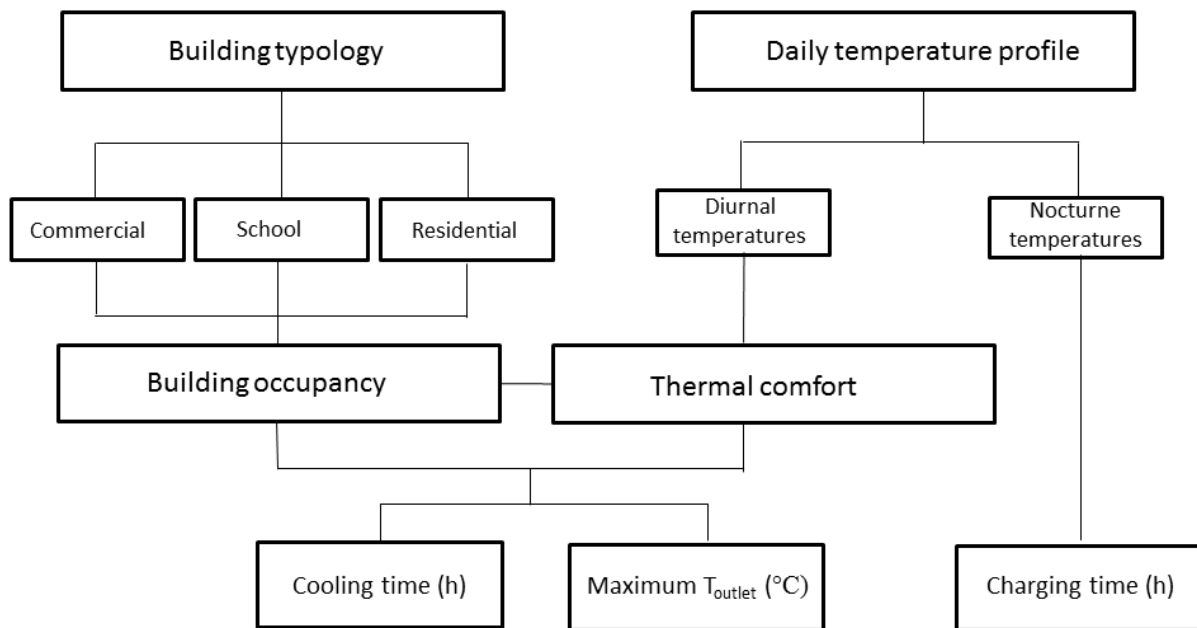 Building typology
Daily temperature profile
Commercial
School
Residential
Diurnal
temperatures
Nocturne
temperatures
Building occupancy
Thermal comfort
Cooling time (h)
Maximum Toutlet (°C)
Charging time (h)